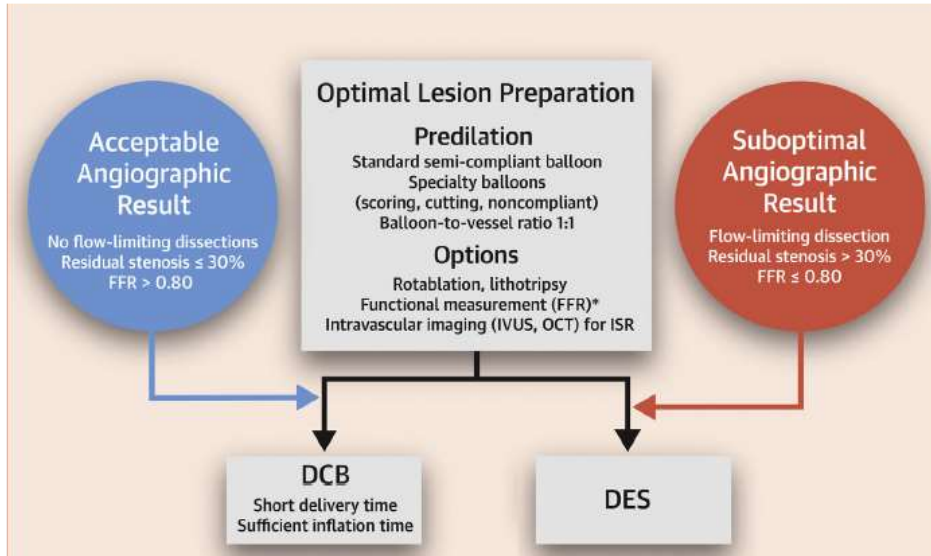 Acceptable
Angiographic
Result
No flow-limiting dissections
Residual stenosis ≤ 30%
FFR > 0.80
Optimal Lesion Preparation
Predilation
Standard semi-compliant balloon
Specialty balloons
(scoring, cutting, noncompliant)
Balloon-to-vessel ratio 1:1
Options
Rotablation, lithotripsy
Functional measurement (FFR)*
Intravascular imaging (IVUS, OCT) for ISR
Suboptimal
Angiographic
Result
Flow-limiting dissection
Residual stenosis > 30%
FFR ≤ 0.80
DCB
Short delivery time
Sufficient inflation time
DES